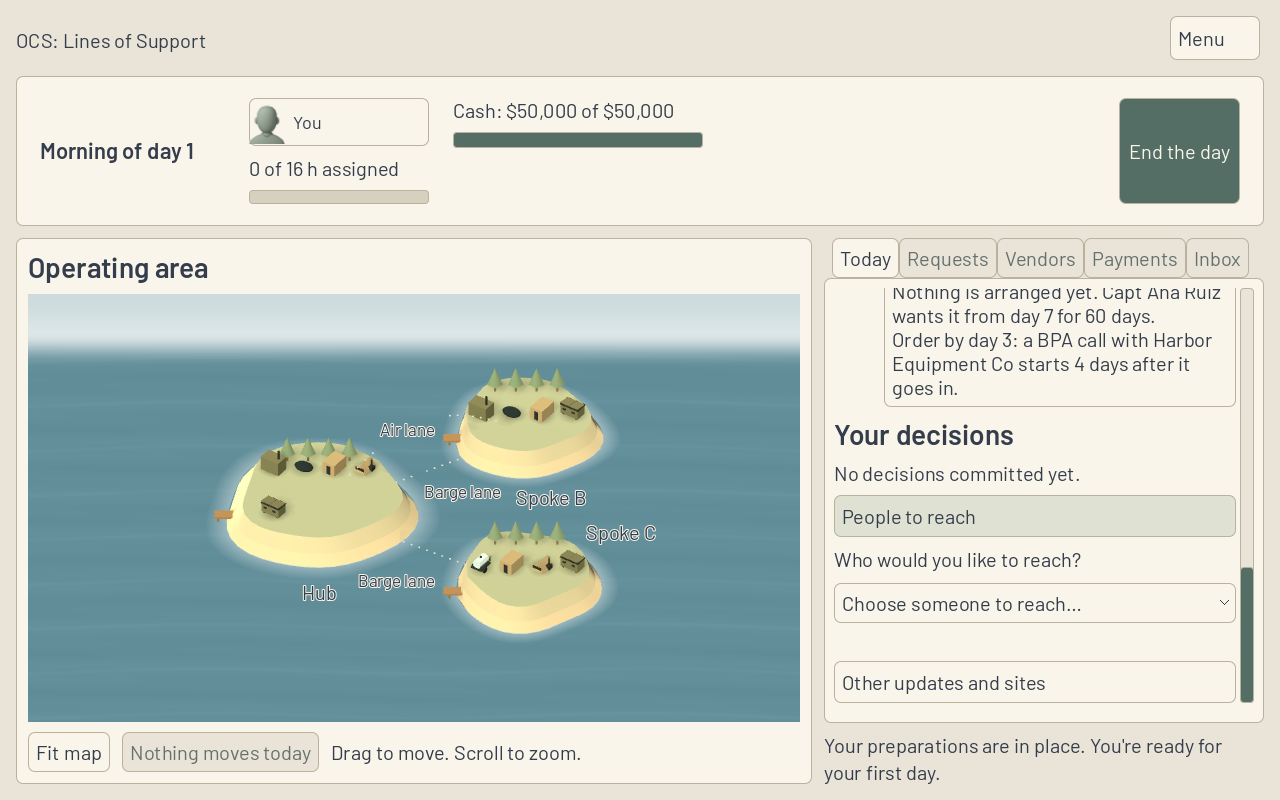 OCS: Lines of Support
Menu
Morning of day 1
You
0 of 16 h assigned
Cash: $50,000 of $50,000
End the day
Operating area
Air lane
Barge lane
Spoke B
Spoke C
Barge lane
Hub
Fit map
Nothing moves today
Drag to move. Scroll to zoom.
Today
Requests
Vendors
Payments
Inbox
Nothing is arranged yet. Capt Ana Ruiz
wants it from day 7 for 60 days.
Order by day 3: a BPA call with Harbor
Equipment Co starts 4 days after it
goes in.
Your decisions
No decisions committed yet.
People to reach
Who would you like to reach?
Choose someone to reach...
Other updates and sites
Your preparations are in place. You're ready for
your first day.